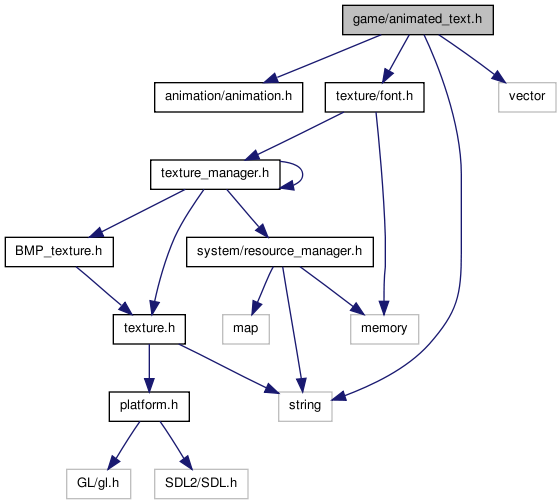 game/animated_text.h
animation/animation.h
texture/font.h
vector
texture_manager.h
BMP_texture.h
system/resource_manager.h
texture.h
map
memory
platform.h
string
GL/gl.h
SDL2/SDL.h